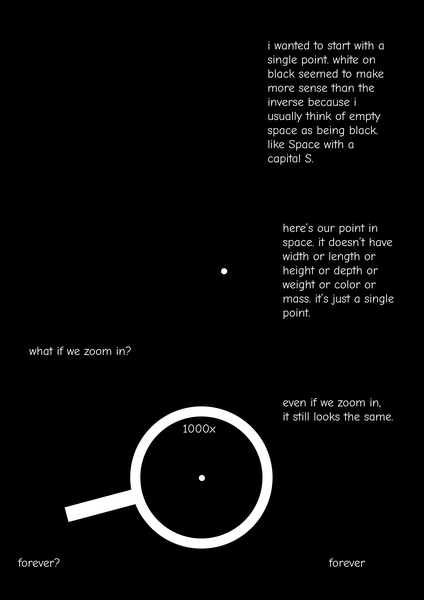 i wanted to start with a
single point. white on
black seemed to make
more sense than the
inverse because i
usually think of empty
space as being black.
like Space with a
capital S.
here's our point in
space. it doesn't have
width or length or
height or depth or
weight or color or
mass. it's just a single
point.
what if we zoom in?
even if we zoom in,
it still looks the same.
1000x
forever?
forever